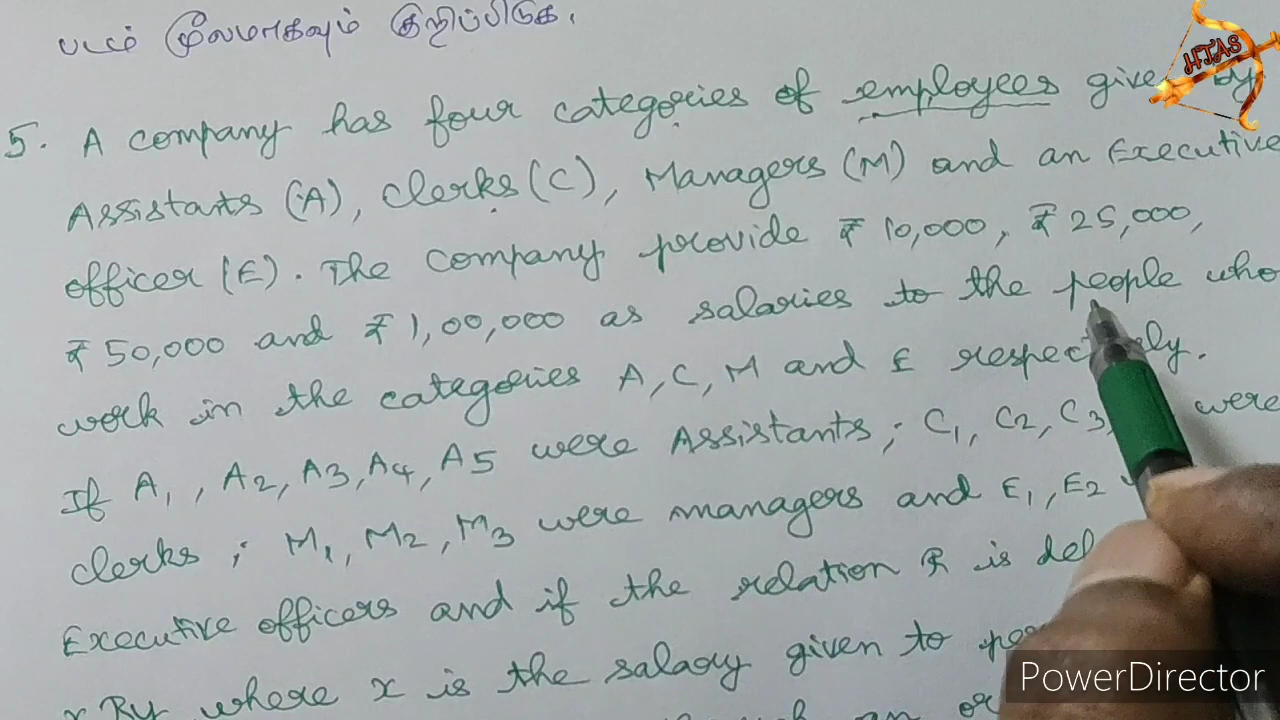 படம் மூலமாகவும் குறிப்பிடுக.
HTAS
5. A company has four categories of employees given by
Assistants (A), Clerks (C), Managers (M) and an Executive
officer (E). The company provide ₹ 10,000, ₹ 25,000,
₹ 50,000 and ₹ 1,00,000 as salaries to the people who
work in the categories A, C, M and E respectively.
If A1, A2, A3, A4, A5 were Assistants; C1, C2, C3, were
clerks; M1, M2, M3 were managers and E1, E2
Executive officers and if the relation R is
x Ry where x is the salary given to
PowerDirector